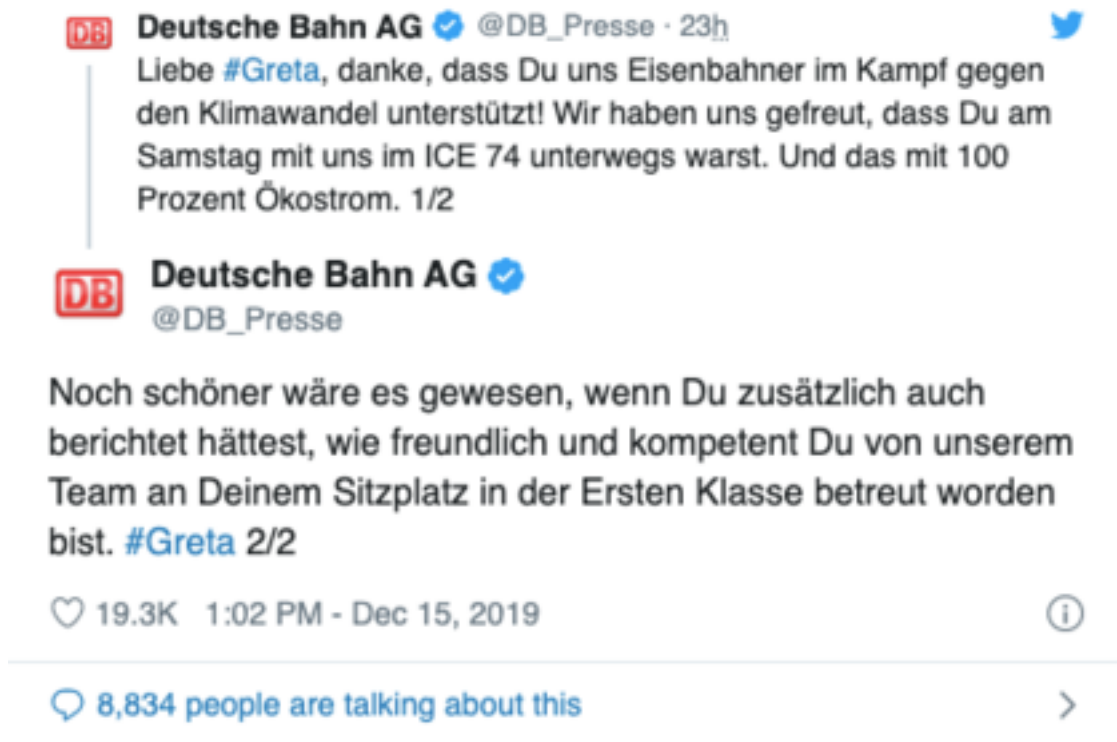 DB Deutsche Bahn AG @DB_Presse · 23h
Liebe #Greta, danke, dass Du uns Eisenbahner im Kampf gegen
den Klimawandel unterstützt! Wir haben uns gefreut, dass Du am
Samstag mit uns im ICE 74 unterwegs warst. Und das mit 100
Prozent Ökostrom. 1/2
DB Deutsche Bahn AG
@DB_Presse
Noch schöner wäre es gewesen, wenn Du zusätzlich auch
berichtet hättest, wie freundlich und kompetent Du von unserem
Team an Deinem Sitzplatz in der Ersten Klasse betreut worden
bist. #Greta 2/2
19.3K 1:02 PM - Dec 15, 2019
8,834 people are talking about this